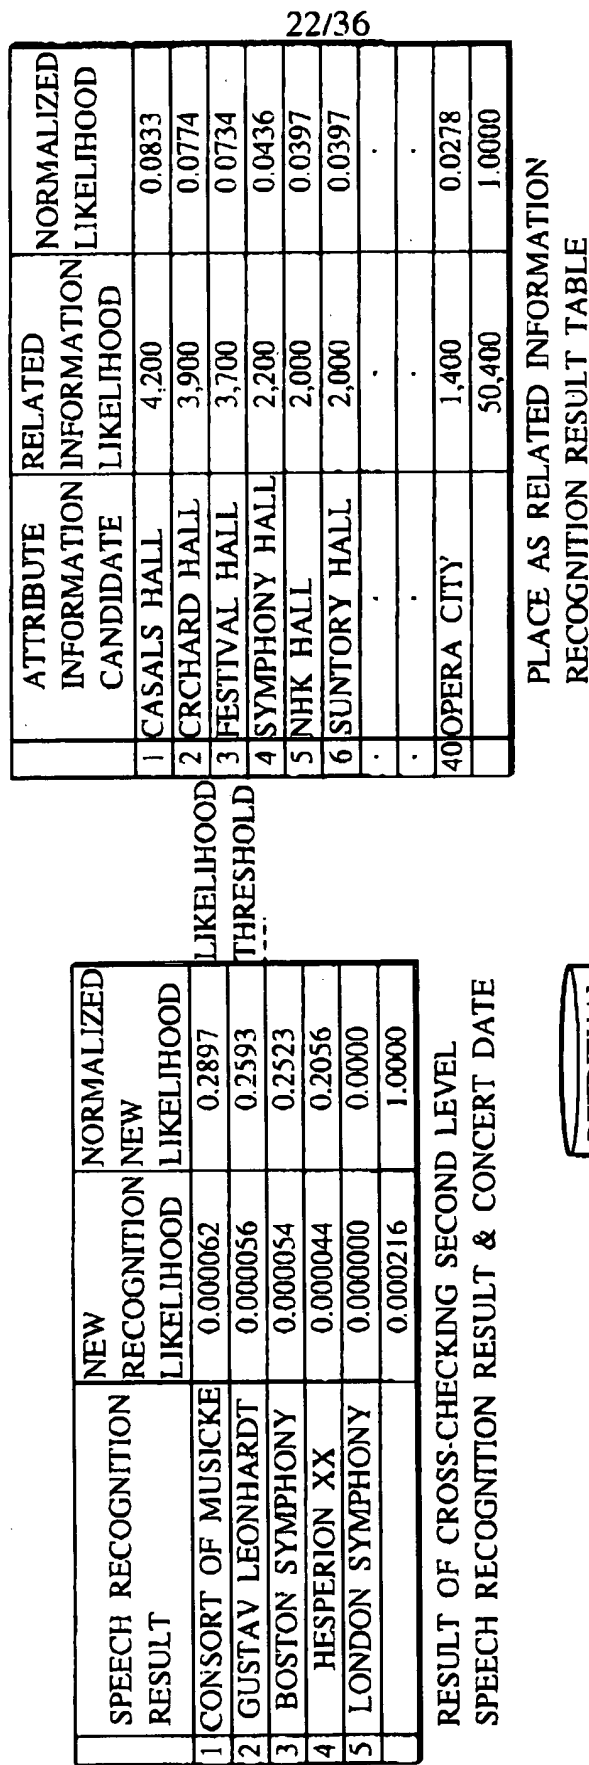 22/36
SPEECH RECOGNITION RESULT NEW RECOGNITION LIKELIHOOD NORMALIZED NEW LIKELIHOOD
1 CONSORT OF MUSICKE 0.000062 0.2897
2 GUSTAV LEONHARDT 0.000056 0.2593
3 BOSTON SYMPHONY 0.000054 0.2523
4 HESPERION XX 0.000044 0.2056
5 LONDON SYMPHONY 0.000000 0.0000
0.000216 1.0000
RESULT OF CROSS-CHECKING SECOND LEVEL
SPEECH RECOGNITION RESULT & CONCERT DATE
LIKELIHOOD
THRESHOLD
ATTRIBUTE INFORMATION CANDIDATE RELATED INFORMATION LIKELIHOOD NORMALIZED LIKELIHOOD
1 CASALS HALL 4,200 0.0833
2 CRCHARD HALL 3,900 0.0774
3 FESTIVAL HALL 3,700 0 0734
4 SYMPHONY HALL 2,200 0.0436
5 NHK HALL 2,000 0.0397
6 SUNTORY HALL 2,000 0.0397
. . . .
. . . .
40 OPERA CITY 1,400 0.0278
50,400 1.0000
PLACE AS RELATED INFORMATION
RECOGNITION RESULT TABLE